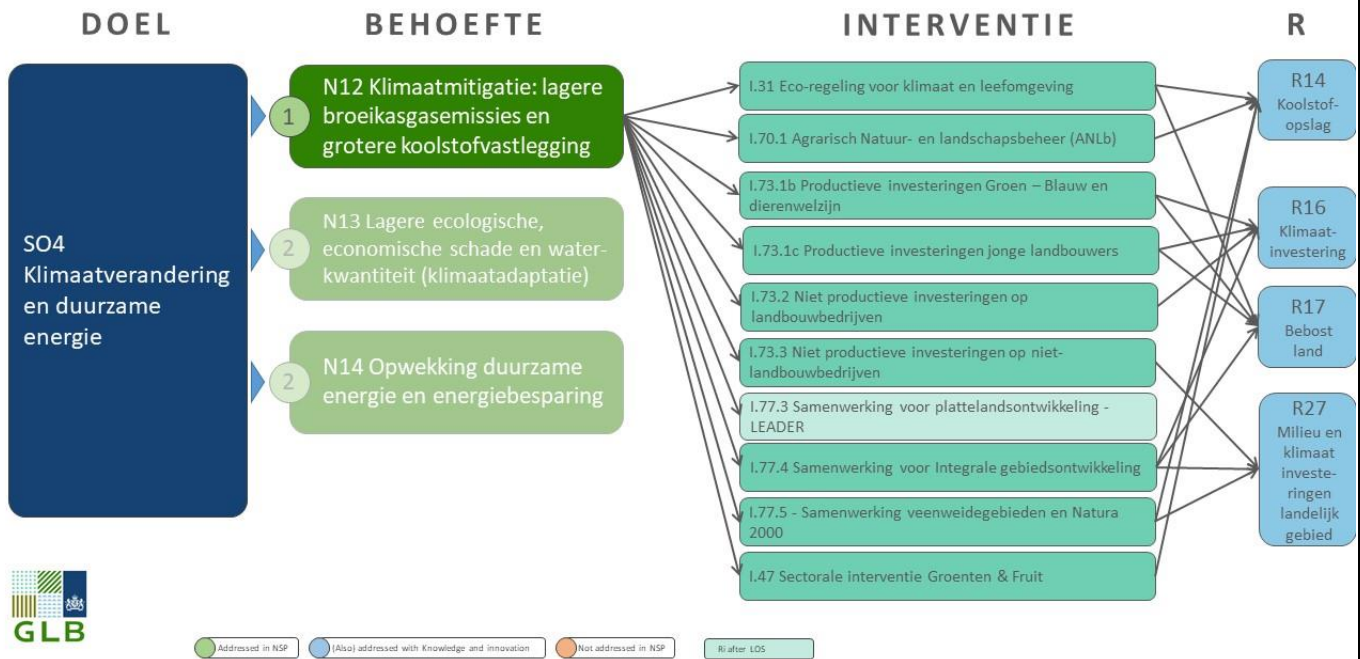 DOEL
BEHOEFTE
INTERVENTIE
R
SO4
Klimaatverandering
en duurzame
energie
1
N12 Klimaatmitigatie: lagere
broeikasgasemissies en
grotere koolstofvastlegging
2
N13 Lagere ecologische,
economische schade en water-
kwantiteit (klimaatadaptatie)
2
N14 Opwekking duurzame
energie en energiebesparing
I.31 Eco-regeling voor klimaat en leefomgeving
I.70.1 Agrarisch Natuur- en landschapsbeheer (ANLb)
I.73.1b Productieve investeringen Groen – Blauw en
dierenwelzijn
I.73.1c Productieve investeringen jonge landbouwers
I.73.2 Niet productieve investeringen op
landbouwbedrijven
I.73.3 Niet productieve investeringen op niet-
landbouwbedrijven
I.77.3 Samenwerking voor plattelandsontwikkeling -
LEADER
I.77.4 Samenwerking voor Integrale gebiedsontwikkeling
I.77.5 - Samenwerking veenweidegebieden en Natura
2000
I.47 Sectorale interventie Groenten & Fruit
R14
Koolstof-
opslag
R16
Klimaat-
investering
R17
Bebost
land
R27
Milieu en
klimaat
investe-
ringen
landelijk
gebied
GLB
Addressed in NSP
(Also) addressed with Knowledge and innovation
Not addressed in NSP
Ri after LOS